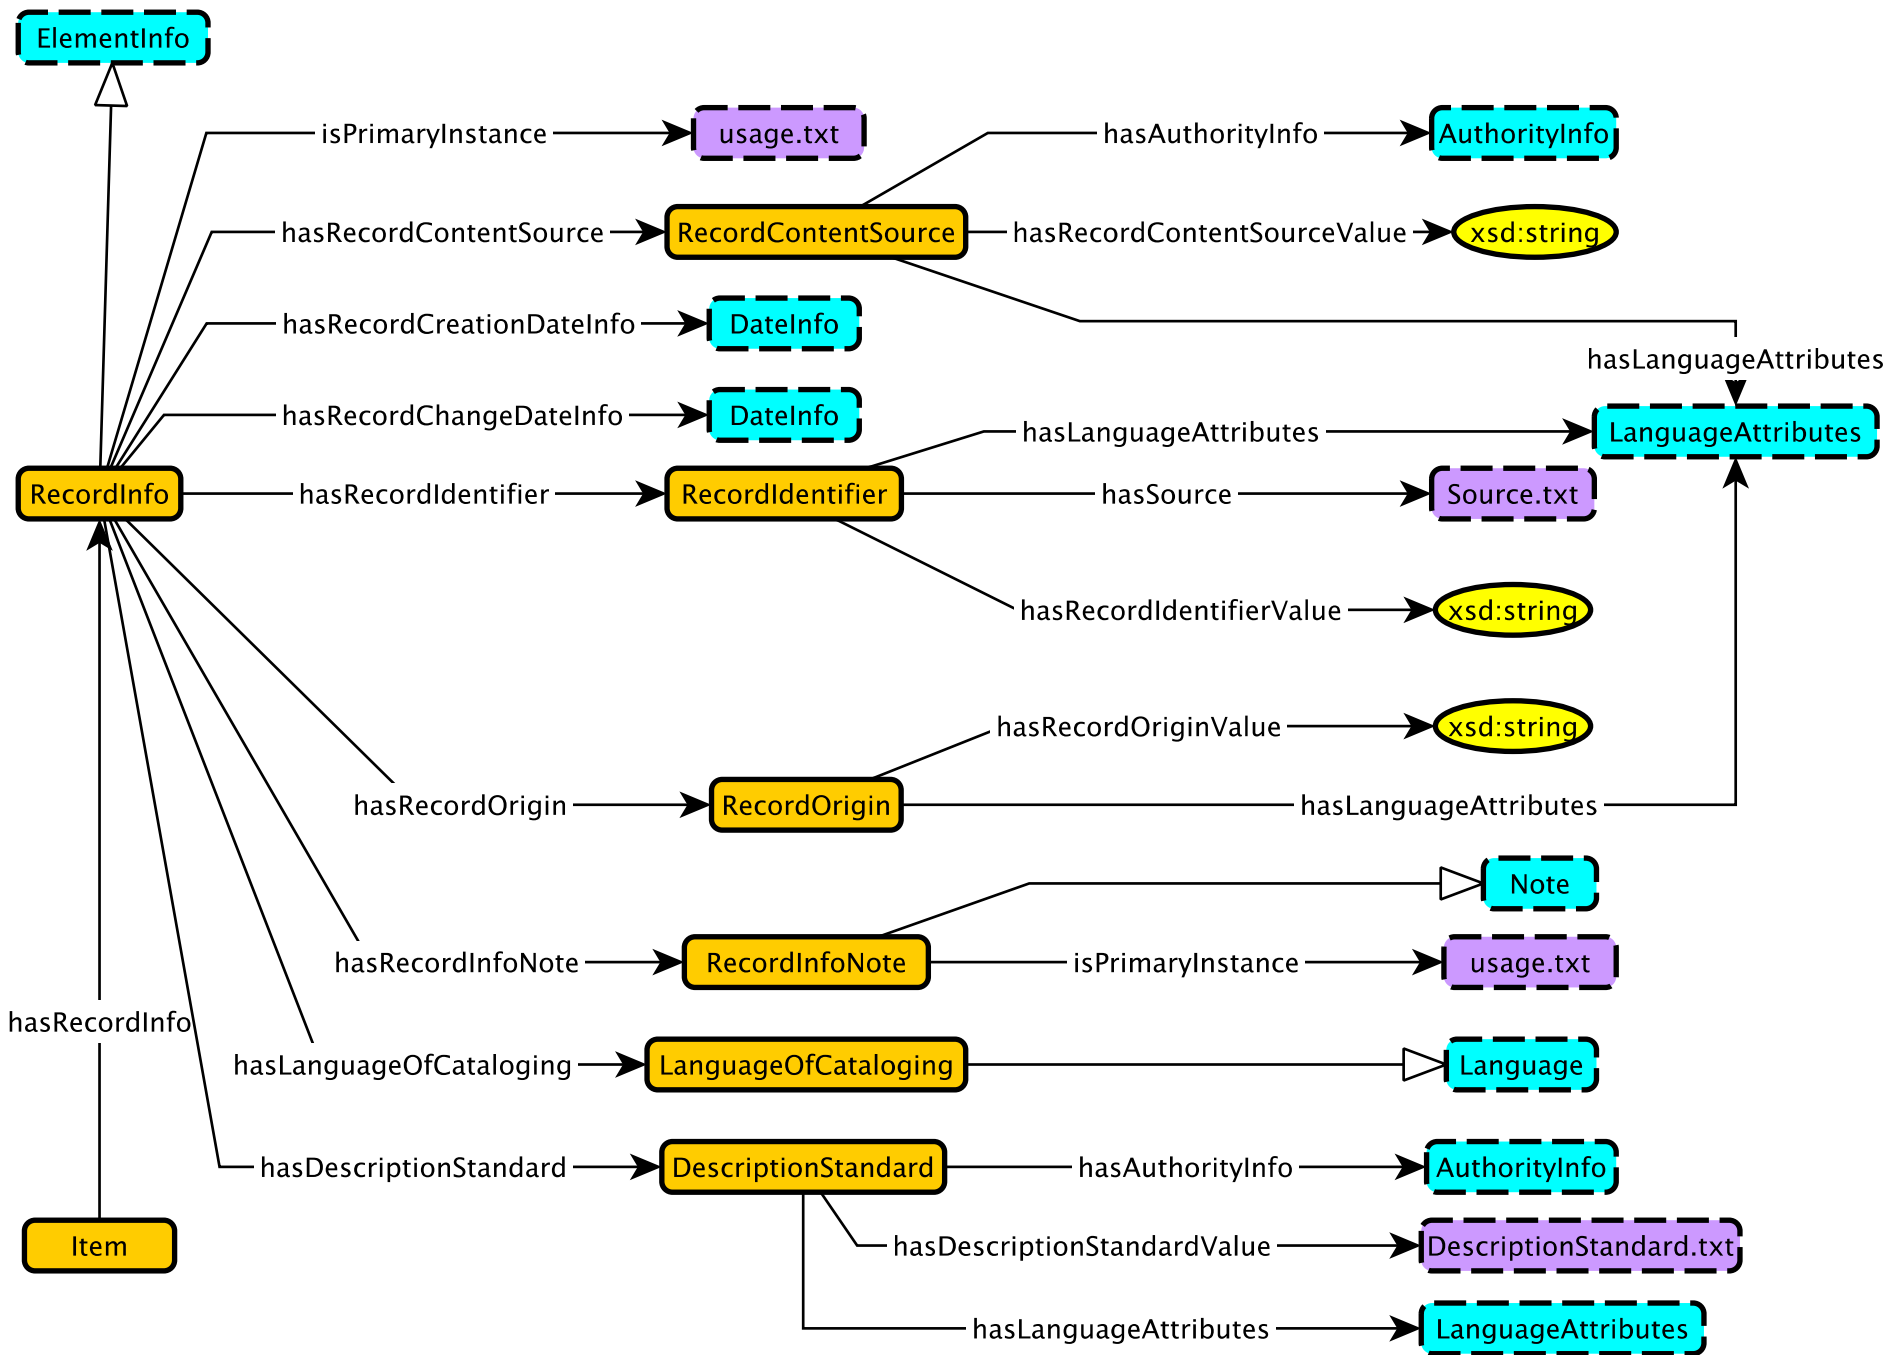 ElementInfo
isPrimaryInstance
usage.txt
hasAuthorityInfo
AuthorityInfo
hasRecordContentSource
RecordContentSource
hasRecordContentSourceValue
xsd:string
hasRecordCreationDateInfo
DateInfo
hasLanguageAttributes
hasRecordChangeDateInfo
DateInfo
hasLanguageAttributes
LanguageAttributes
RecordInfo
hasRecordIdentifier
RecordIdentifier
hasSource
Source.txt
hasRecordIdentifierValue
xsd:string
hasRecordOriginValue
xsd:string
hasRecordOrigin
RecordOrigin
hasLanguageAttributes
Note
hasRecordInfoNote
RecordInfoNote
isPrimaryInstance
usage.txt
hasRecordInfo
hasLanguageOfCataloging
LanguageOfCataloging
Language
hasDescriptionStandard
DescriptionStandard
hasAuthorityInfo
AuthorityInfo
Item
hasDescriptionStandardValue
DescriptionStandard.txt
hasLanguageAttributes
LanguageAttributes